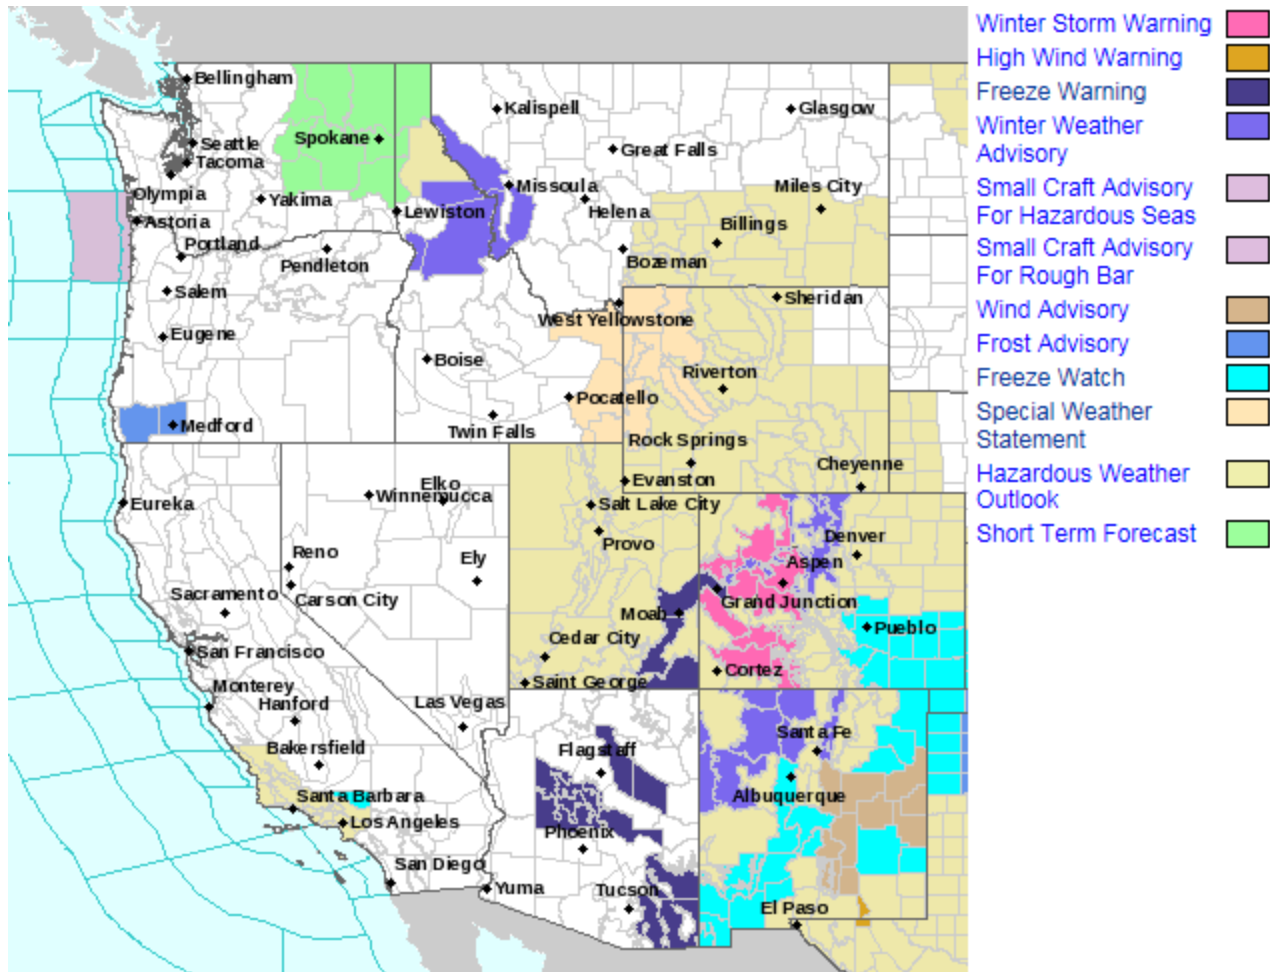 Bellingham
Kalispell
Glasgow
Spokane
Seattle
Great Falls
Tacoma
Missoula
Miles City
Olympia
Yakima
Lewiston
Helena
Astoria
Billings
Portland
Pendleton
Bozeman
Salem
Sheridan
West Yellowstone
Eugene
Boise
Riverton
Pocatello
Medford
Twin Falls
Rock Springs
Cheyenne
Evanston
Elko
Winnemucca
Eureka
Salt Lake City
Denver
Provo
Reno
Ely
Aspen
Sacramento
Carson City
Grand Junction
Moab
Pueblo
Cedar City
San Francisco
Cortez
Saint George
Monterey
Hanford
Las Vegas
Santa Fe
Bakersfield
Flagstaff
Santa Barbara
Albuquerque
Los Angeles
Phoenix
San Diego
Yuma
Tucson
El Paso
Winter Storm Warning
High Wind Warning
Freeze Warning
Winter Weather
Advisory
Small Craft Advisory
For Hazardous Seas
Small Craft Advisory
For Rough Bar
Wind Advisory
Frost Advisory
Freeze Watch
Special Weather
Statement
Hazardous Weather
Outlook
Short Term Forecast